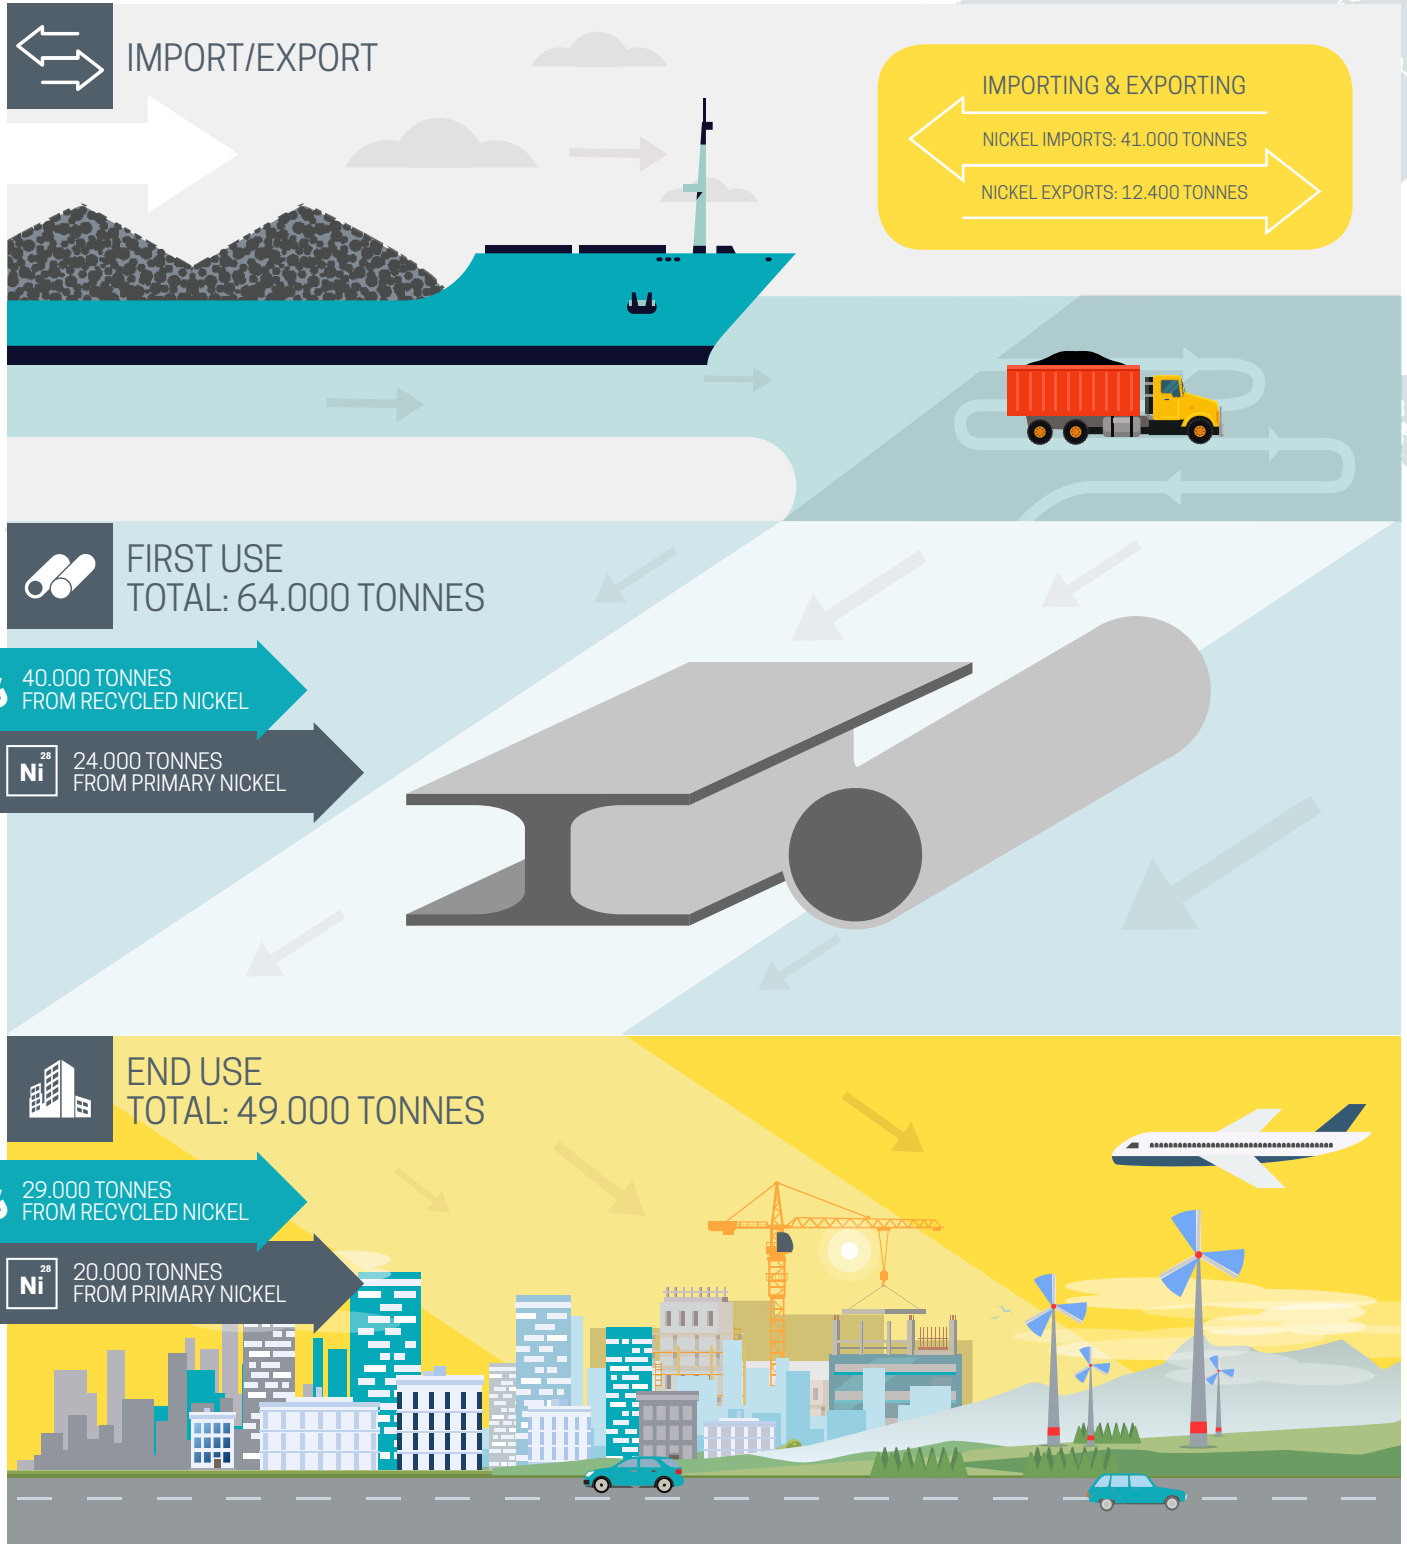 IMPORT/EXPORT
IMPORTING & EXPORTING
NICKEL IMPORTS: 41.000 TONNES
NICKEL EXPORTS: 12.400 TONNES
FIRST USE
TOTAL: 64.000 TONNES
40.000 TONNES
FROM RECYCLED NICKEL
28
Ni
24.000 TONNES
FROM PRIMARY NICKEL
END USE
TOTAL: 49.000 TONNES
29.000 TONNES
FROM RECYCLED NICKEL
28
Ni
20.000 TONNES
FROM PRIMARY NICKEL